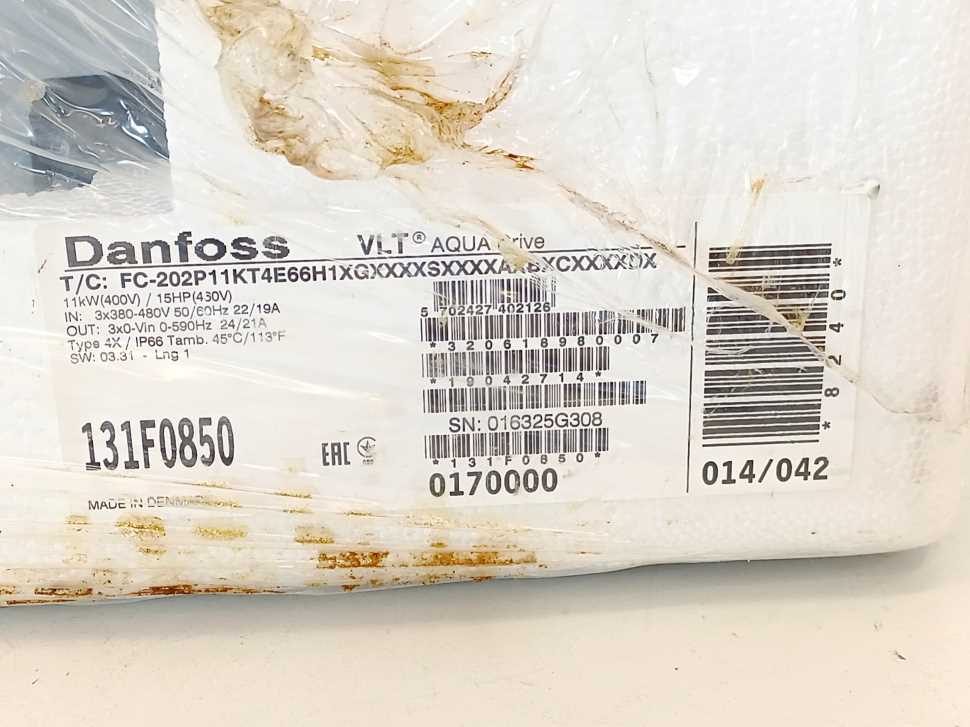 Danfoss VLT® AQUA Drive
T/C: FC-202P11KT4E66H1XGXXXXSXXXXAXBXCXXXXDX
11kW(400V) / 15HP(460V)
IN: 3x380-480V 50/60Hz 22/19A
OUT: 3x0-Vin 0-590Hz 24/21A
Type 4X / IP66 Tamb. 45°C/113°F
SW: 03.31 - Lng 1
131F0850
EAC
MADE IN DENMARK
5 702427 402126
*320618980007
*19042714*
SN: 016325G308
*131F0850*
0170000
*0248*
014/042